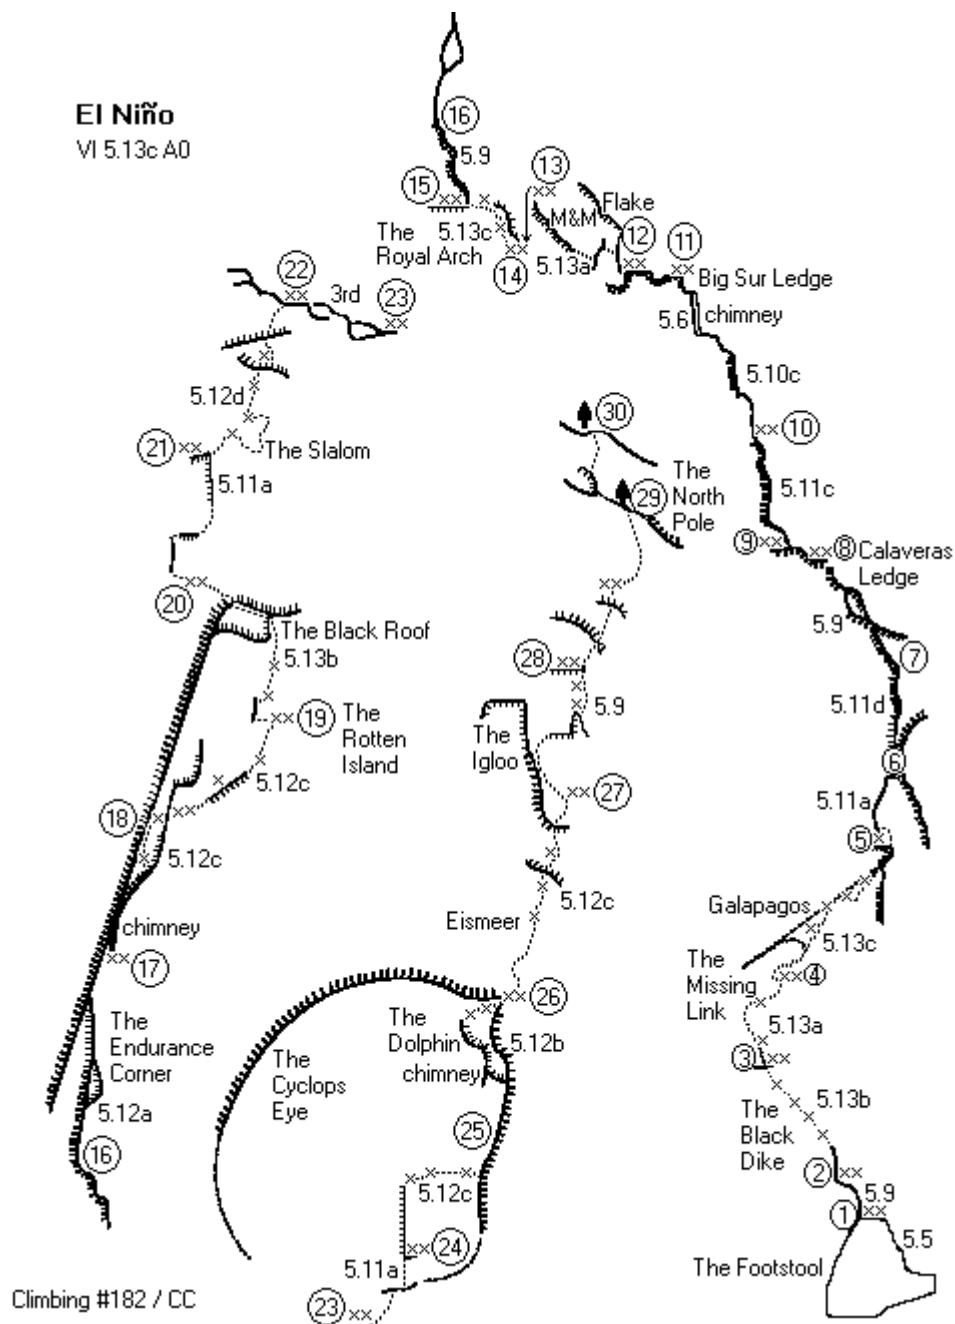 El Niño
VI 5.13c A0
16
5.9
15
13
The
Royal Arch
5.13c
14
M&M
Flake
5.13a
12
11
Big Sur Ledge
chimney
5.6
5.10c
10
5.11c
9
8
Calaveras
Ledge
5.9
7
5.11d
6
5.11a
5
Galapagos
5.13c
The
Missing
Link
4
5.13a
3
5.13b
The
Black
Dike
2
5.9
1
5.5
The Footstool
22
3rd
23
5.12d
21
The Slalom
5.11a
20
The Black Roof
5.13b
19
The
Rotten
Island
5.12c
18
5.12c
chimney
17
The
Endurance
Corner
5.12a
16
30
The
North
Pole
29
28
5.9
The
Igloo
27
5.12c
Eismeer
26
The
Dolphin
5.12b
chimney
The
Cyclops
Eye
25
5.12c
24
5.11a
23
Climbing #182 / CC